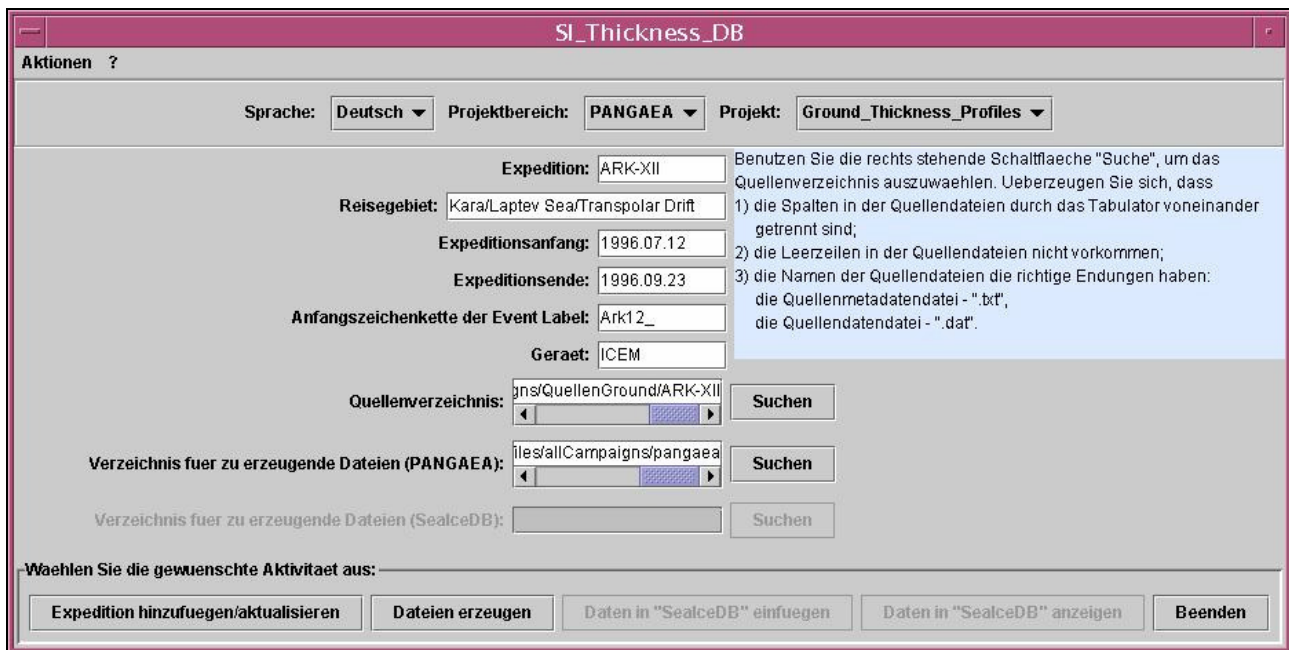 SI_Thickness_DB
Aktionen ?
Sprache: Deutsch Projektbereich: PANGAEA Projekt: Ground_Thickness_Profiles
Expedition: ARK-XII
Reisegebiet: Kara/Laptev Sea/Transpolar Drift
Expeditionsanfang: 1996.07.12
Expeditionsende: 1996.09.23
Anfangszeichenkette der Event Label: Ark12_
Geraet: ICEM
Benutzen Sie die rechts stehende Schaltflaeche "Suche", um das
Quellenverzeichnis auszuwaehlen. Ueberzeugen Sie sich, dass
1) die Spalten in der Quellendateien durch das Tabulator voneinander
getrennt sind;
2) die Leerzeilen in der Quellendateien nicht vorkommen;
3) die Namen der Quellendateien die richtige Endungen haben:
die Quellenmetadatendatei - ".txt",
die Quellendatendatei - ".dat".
Quellenverzeichnis: gns/QuellenGround/ARK-XII Suchen
Verzeichnis fuer zu erzeugende Dateien (PANGAEA): iles/allCampaigns/pangaea Suchen
Verzeichnis fuer zu erzeugende Dateien (SeaIceDB): Suchen
Waehlen Sie die gewuenschte Aktivitaet aus:
Expedition hinzufuegen/aktualisieren Dateien erzeugen Daten in "SeaIceDB" einfuegen Daten in "SeaIceDB" anzeigen Beenden